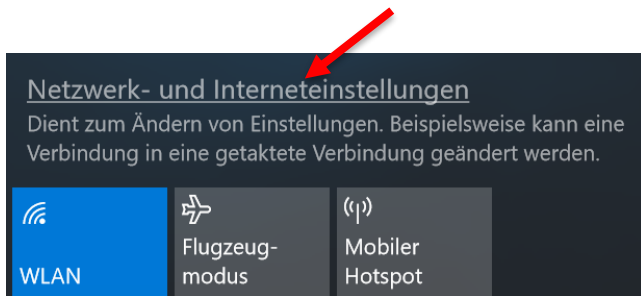 Netzwerk- und Interneteinstellungen
Dient zum Ändern von Einstellungen. Beispielsweise kann eine
Verbindung in eine getaktete Verbindung geändert werden.
WLAN
Flugzeug-
modus
Mobiler
Hotspot